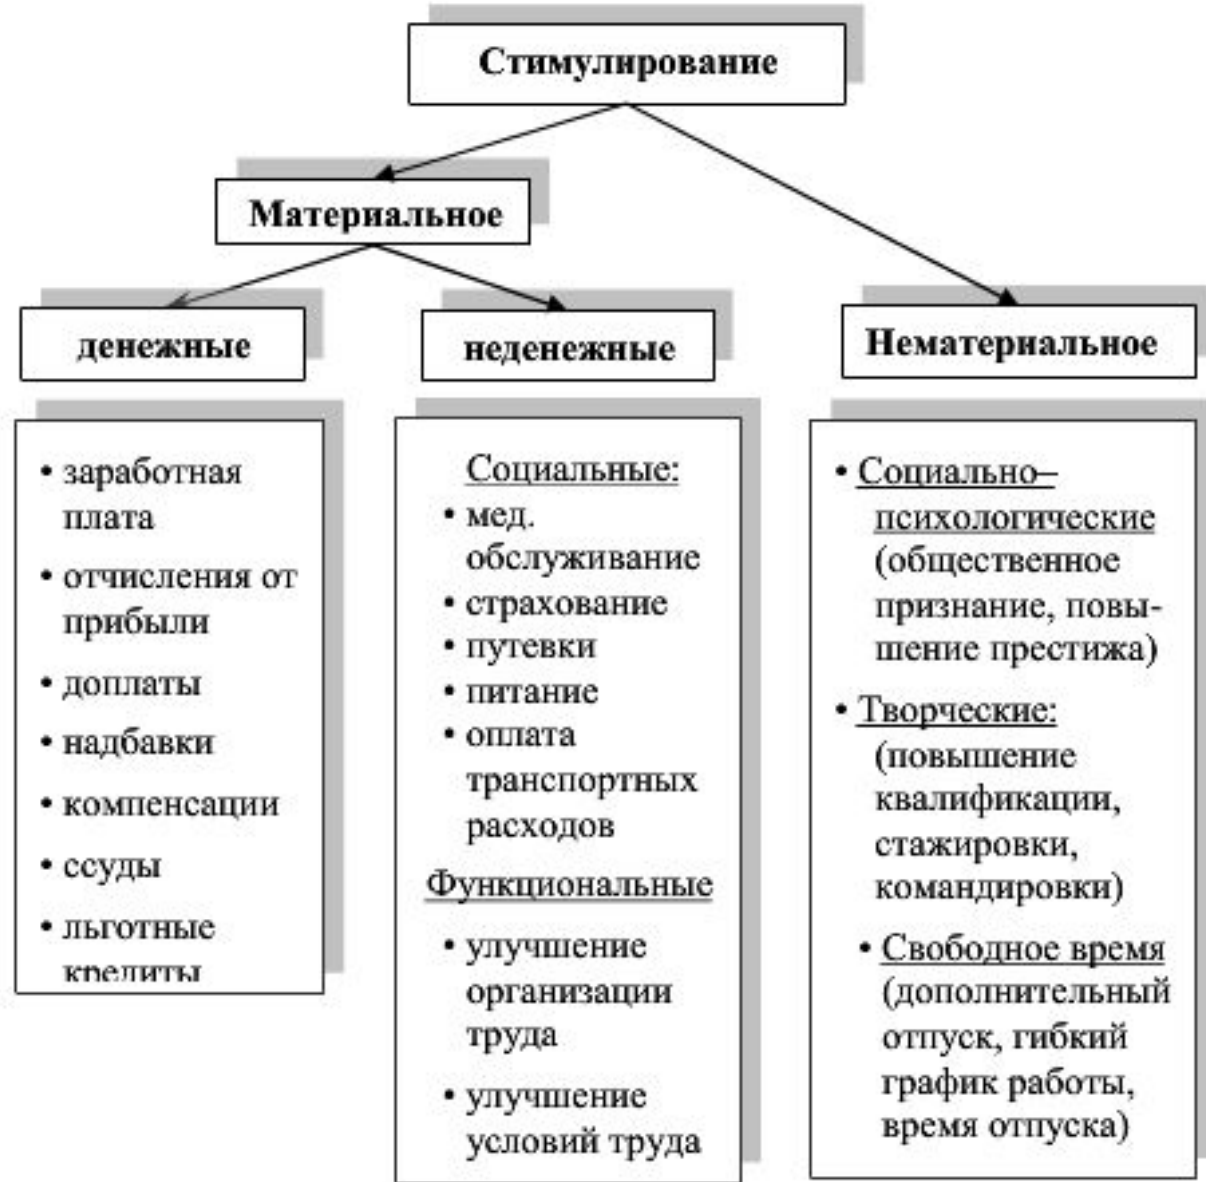 Стимулирование
Материальное
денежные
неденежные
Нематериальное
• заработная
плата
• отчисления от
прибыли
• доплаты
• надбавки
• компенсации
• ссуды
• льготные
кредиты
Социальные:
• мед.
обслуживание
• страхование
• путевки
• питание
• оплата
транспортных
расходов
Функциональные
• улучшение
организации
труда
• улучшение
условий труда
• Социально–
психологические
(общественное
признание, повы-
шение престижа)
• Творческие:
(повышение
квалификации,
стажировки,
командировки)
• Свободное время
(дополнительный
отпуск, гибкий
график работы,
время отпуска)